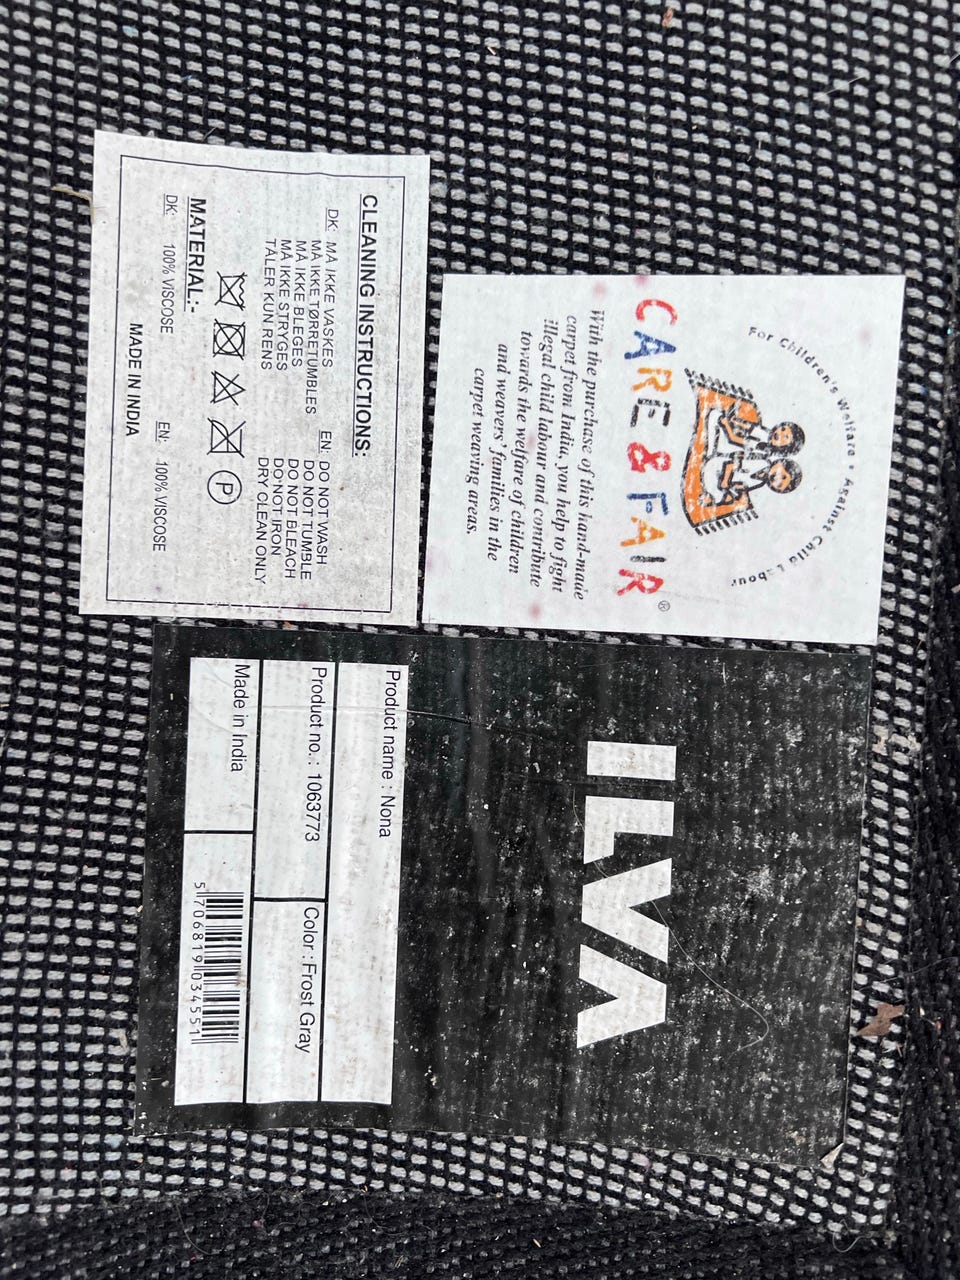 For Children's Welfare • Against Child Labour
CARE & FAIR®
With the purchase of this hand-made
carpet from India, you help to fight
illegal child labour and contribute
towards the welfare of children
and weavers' families in the
carpet weaving areas.
CLEANING INSTRUCTIONS:
DK: MÅ IKKE VASKES
MÅ IKKE TØRRETUMBLES
MÅ IKKE BLEGES
MÅ IKKE STRYGES
TÅLER KUN RENS
EN: DO NOT WASH
DO NOT TUMBLE
DO NOT BLEACH
DO NOT IRON
DRY CLEAN ONLY
P
MATERIAL:-
DK: 100% VISCOSE EN: 100% VISCOSE
MADE IN INDIA
ILVA
Product name : Nona
Product no.: 1063773 Color : Frost Gray
Made in India
5 706819 034551